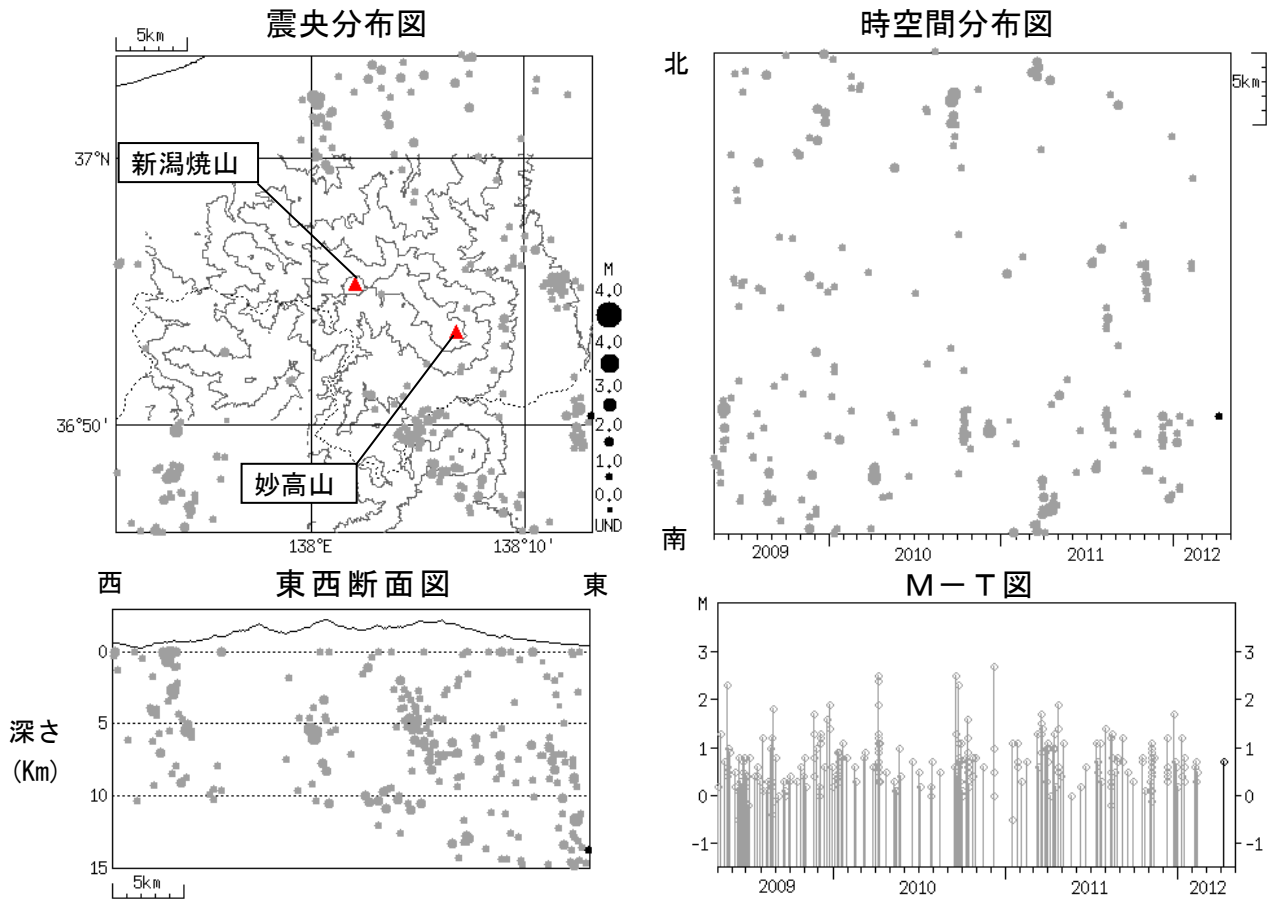 震央分布図
5km
37°N
新潟焼山
36°50'
妙高山
138°E
138°10'
M
4.0
4.0
3.0
2.0
1.0
0.0
UND
時空間分布図
北
5km
南
2009
2010
2011
2012
東西断面図
西
東
0
5
10
15
深さ
(Km)
5km
M－T図
M
3
2
1
0
-1
3
2
1
0
-1
2009
2010
2011
2012